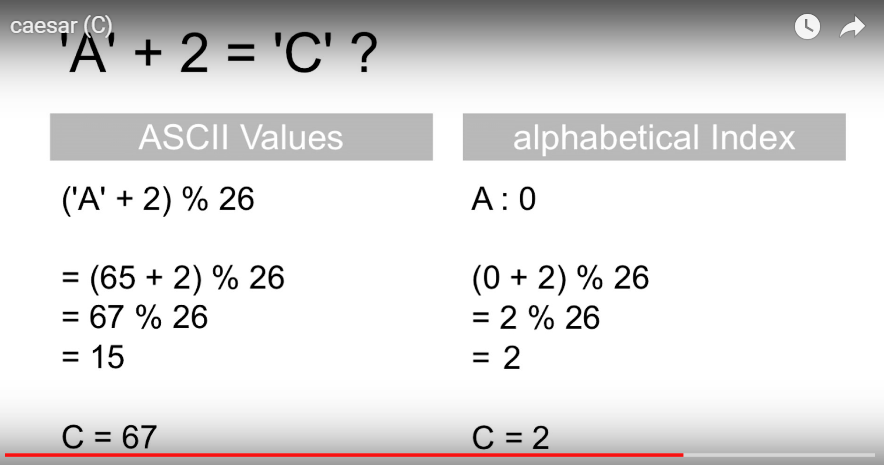 caesar (C)
'A' + 2 = 'C' ?
ASCII Values
('A' + 2) % 26
= (65 + 2) % 26
= 67 % 26
= 15
C = 67
alphabetical Index
A : 0
(0 + 2) % 26
= 2 % 26
= 2
C = 2